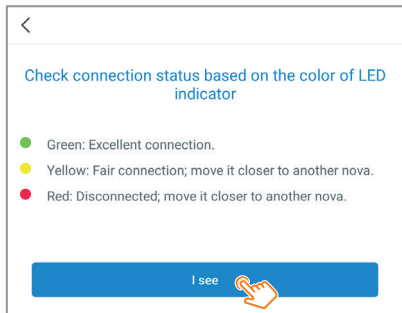 Check connection status based on the color of LED
indicator
Green: Excellent connection.
Yellow: Fair connection; move it closer to another nova.
Red: Disconnected; move it closer to another nova.
I see